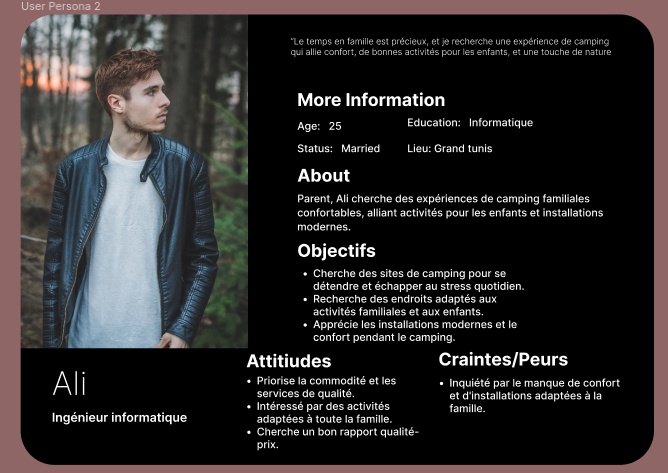 User Persona 2
“Le temps en famille est précieux, et je recherche une expérience de camping
qui allie confort, de bonnes activités pour les enfants, et une touche de nature
More Information
Age: 25
Education: Informatique
Status: Married
Lieu: Grand tunis
About
Parent, Ali cherche des expériences de camping familiales
confortables, alliant activités pour les enfants et installations
modernes.
Objectifs
• Cherche des sites de camping pour se
détendre et échapper au stress quotidien.
• Recherche des endroits adaptés aux
activités familiales et aux enfants.
• Apprécie les installations modernes et le
confort pendant le camping.
Ali
Ingénieur informatique
Attitiudes
• Priorise la commodité et les
services de qualité.
• Intéressé par des activités
adaptées à toute la famille.
• Cherche un bon rapport qualité-
prix.
Craintes/Peurs
• Inquiété par le manque de confort
et d'installations adaptées à la
famille.